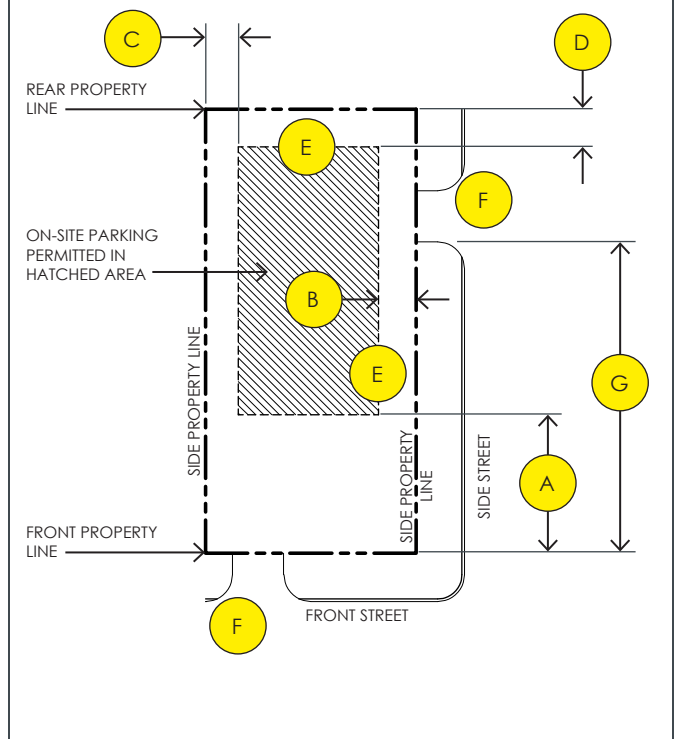 C
D
REAR PROPERTY
LINE
E
F
ON-SITE PARKING
PERMITTED IN
HATCHED AREA
B
SIDE PROPERTY LINE
E
G
SIDE PROPERTY
LINE
SIDE STREET
A
FRONT PROPERTY
LINE
FRONT STREET
F